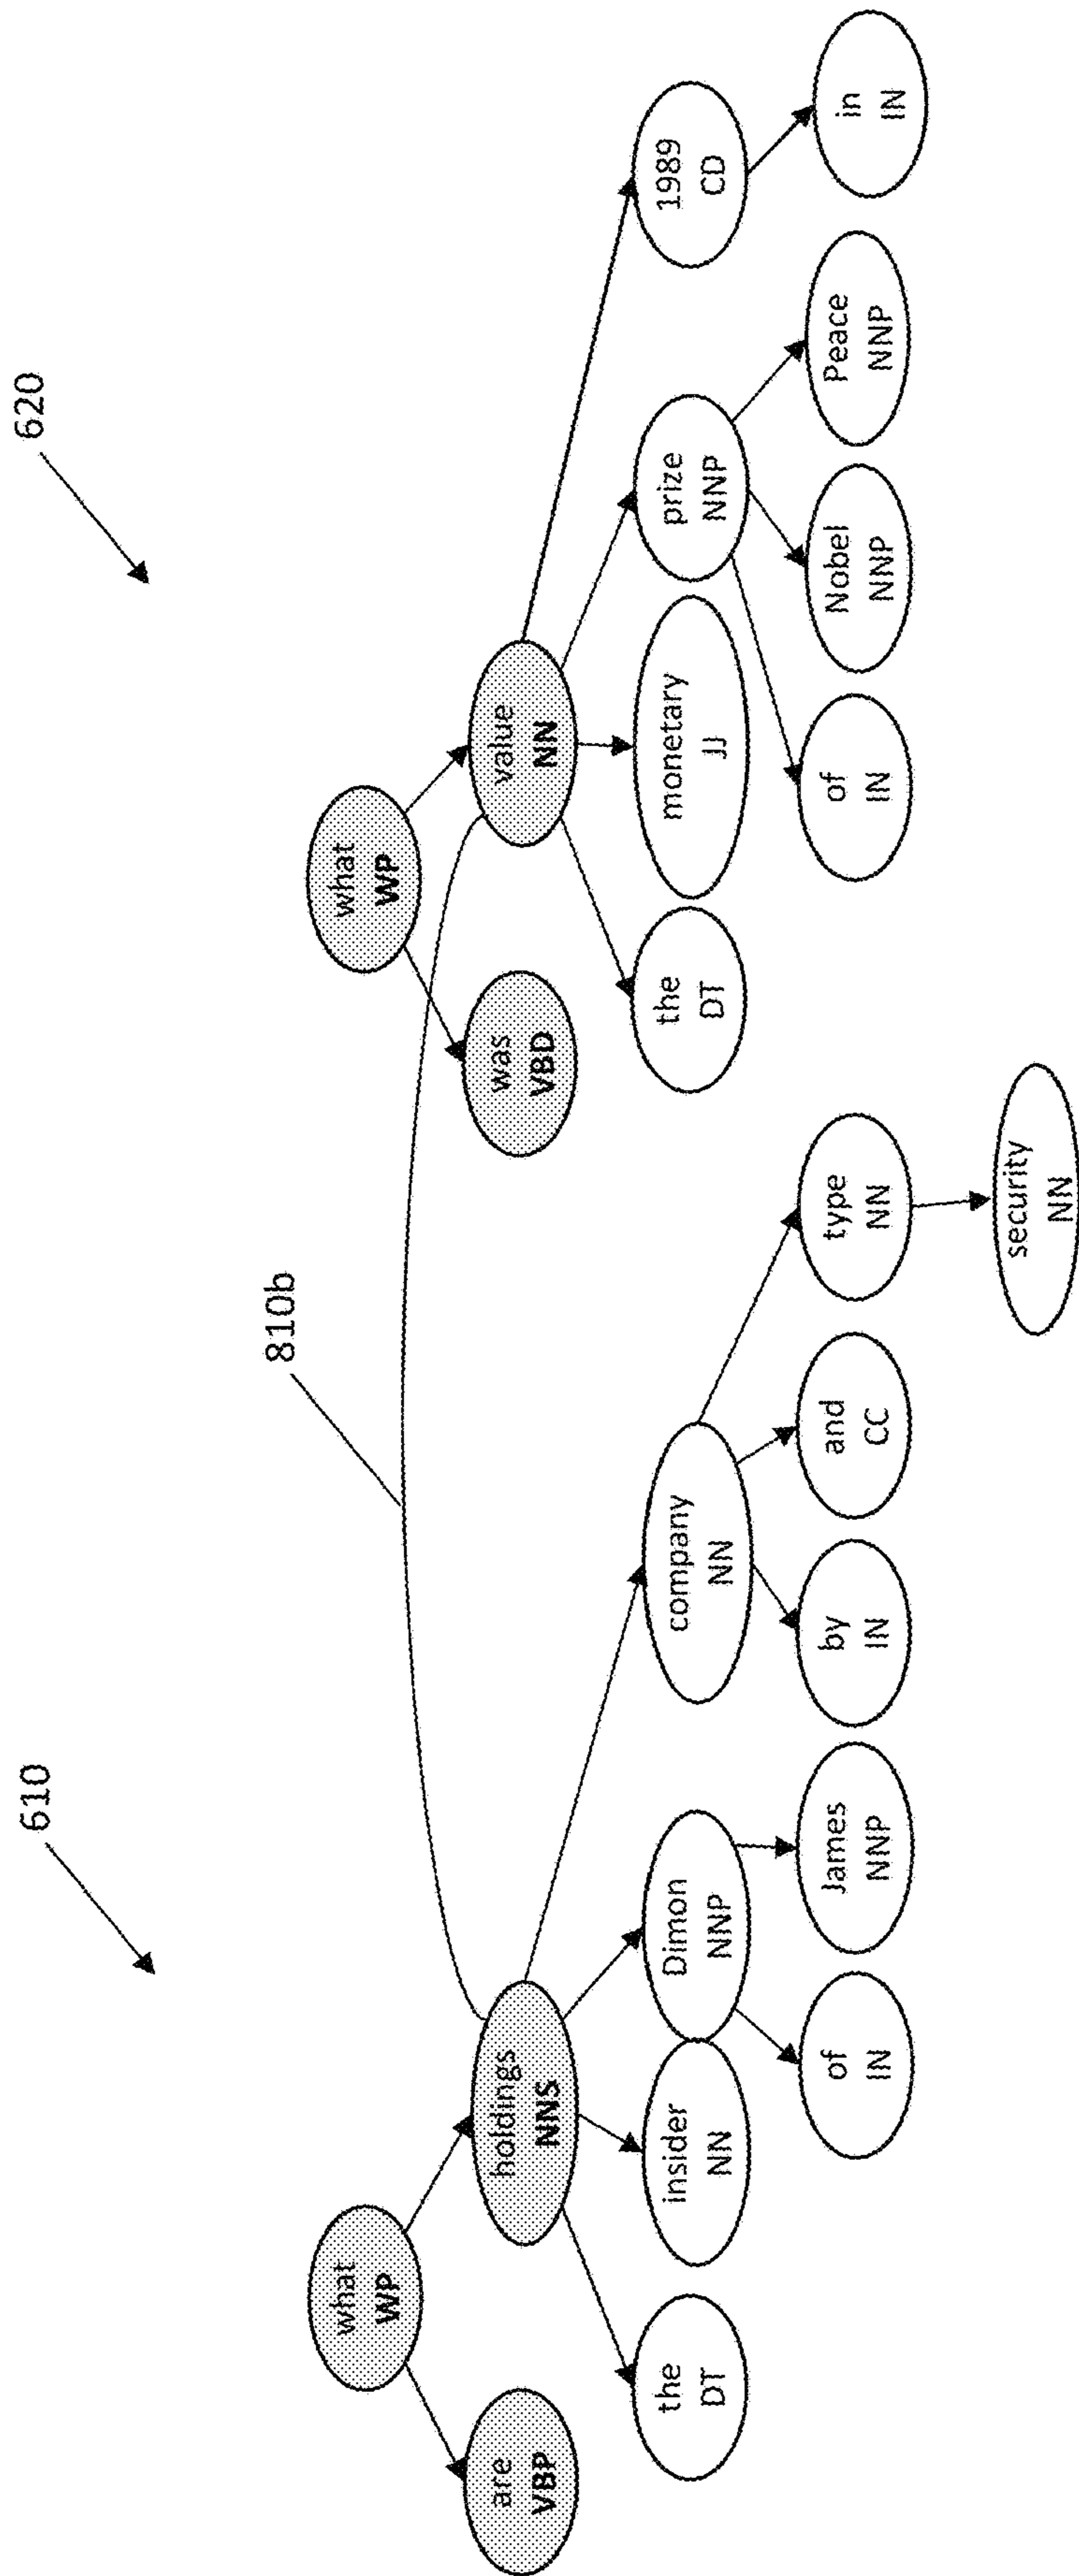 610
620
810b
what
WP
what
WP
are
VBP
holdings
NNS
was
VBD
value
NN
the
DT
insider
NN
Dimon
NNP
company
NN
the
DT
monetary
JJ
prize
NNP
1989
CD
of
IN
James
NNP
by
IN
and
CC
type
NN
of
IN
Nobel
NNP
Peace
NNP
in
IN
security
NN